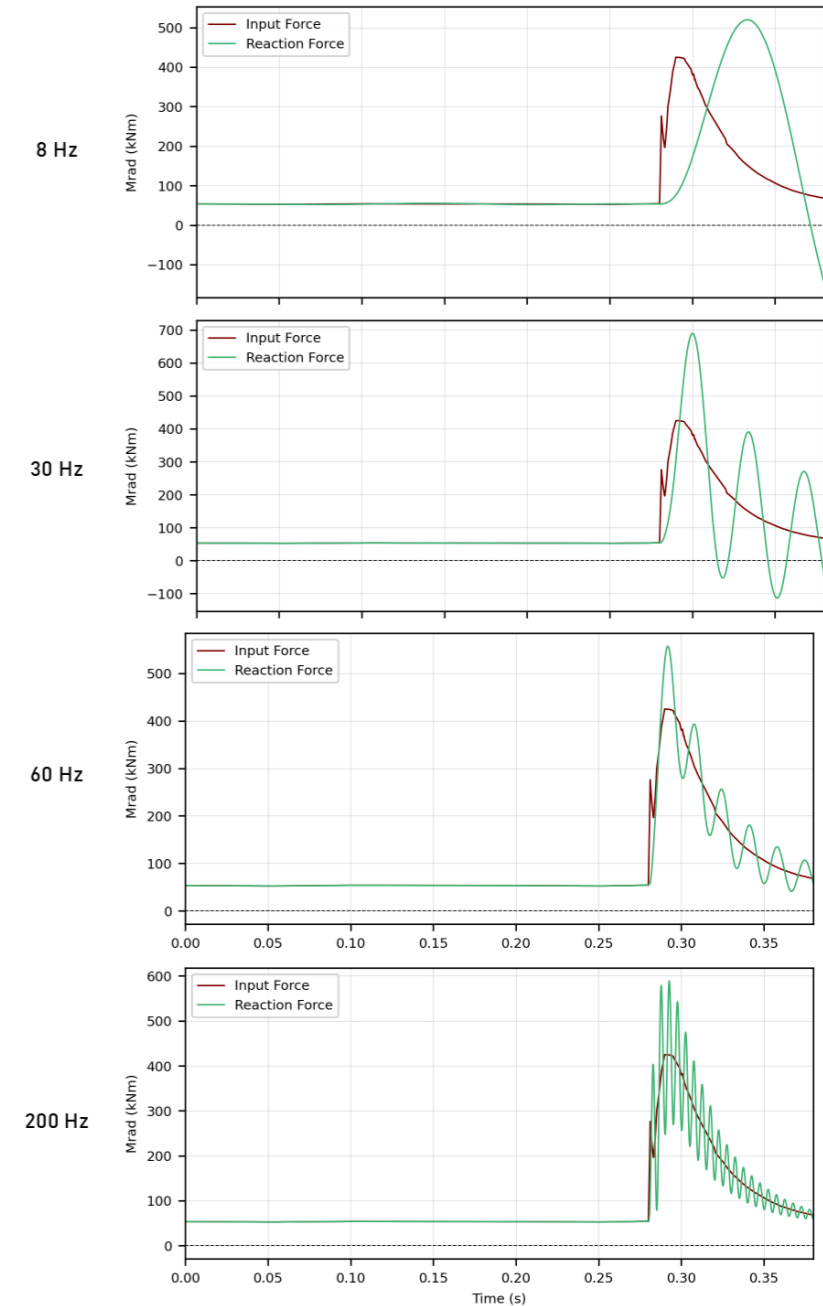 8 Hz
Mrad (kNm)
500
400
300
200
100
0
−100
Input Force
Reaction Force
30 Hz
Mrad (kNm)
700
600
500
400
300
200
100
0
−100
Input Force
Reaction Force
60 Hz
Mrad (kNm)
500
400
300
200
100
0
Input Force
Reaction Force
0.00 0.05 0.10 0.15 0.20 0.25 0.30 0.35
200 Hz
Mrad (kNm)
600
500
400
300
200
100
0
Input Force
Reaction Force
0.00 0.05 0.10 0.15 0.20 0.25 0.30 0.35
Time (s)